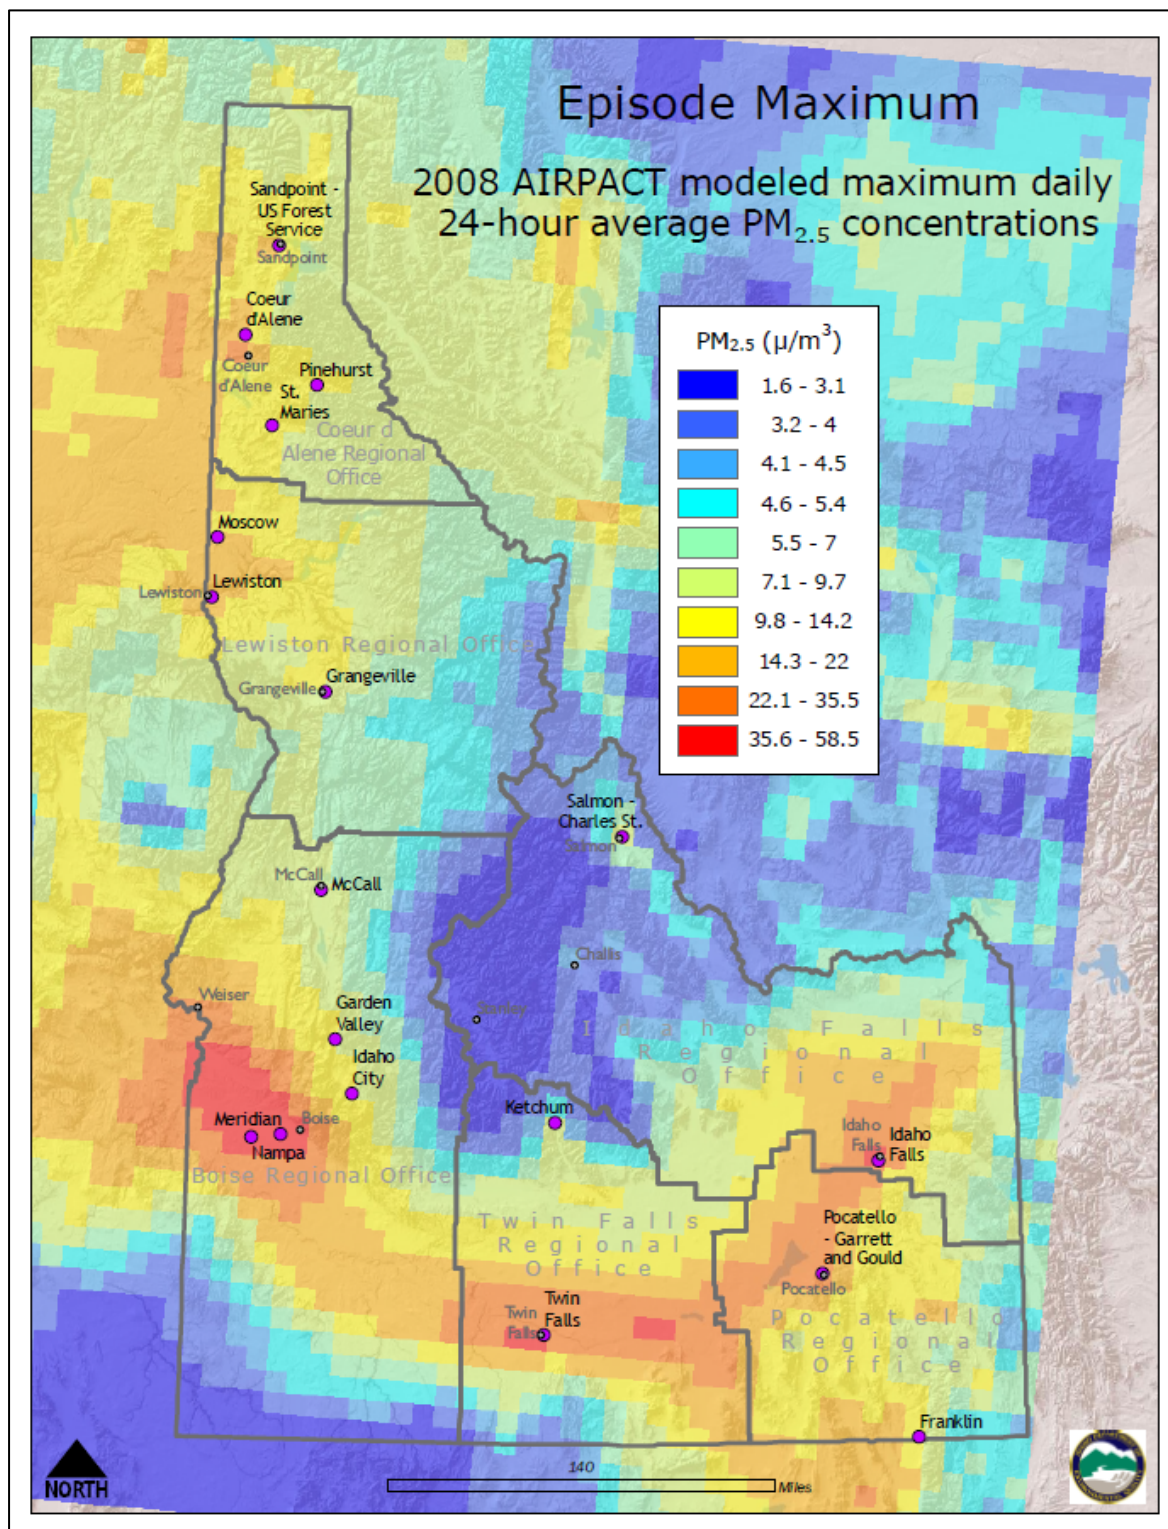 Episode Maximum
2008 AIRPACT modeled maximum daily
24-hour average PM2.5 concentrations
PM2.5 (µ/m³)
1.6 - 3.1
3.2 - 4
4.1 - 4.5
4.6 - 5.4
5.5 - 7
7.1 - 9.7
9.8 - 14.2
14.3 - 22
22.1 - 35.5
35.6 - 58.5
Sandpoint -
US Forest
Service
Sandpoint
Coeur
d'Alene
Coeur
d'Alene
Pinehurst
St.
Maries
Coeur d
Alene Regional
Office
Moscow
Lewiston
Lewiston
Lewiston Regional Office
Grangeville
Grangeville
Salmon -
Charles St.
Salmon
McCall
McCall
Challis
Stanley
Weiser
Garden
Valley
Idaho
City
Idaho Falls
Regional
Office
Ketchum
Meridian
Boise
Nampa
Boise Regional Office
Idaho
Falls
Idaho
Falls
Twin Falls
Regional
Office
Pocatello
- Garrett
and Gould
Pocatello
Twin
Falls
Twin
Falls
Pocatello
Regional
Office
Franklin
NORTH
140
Miles